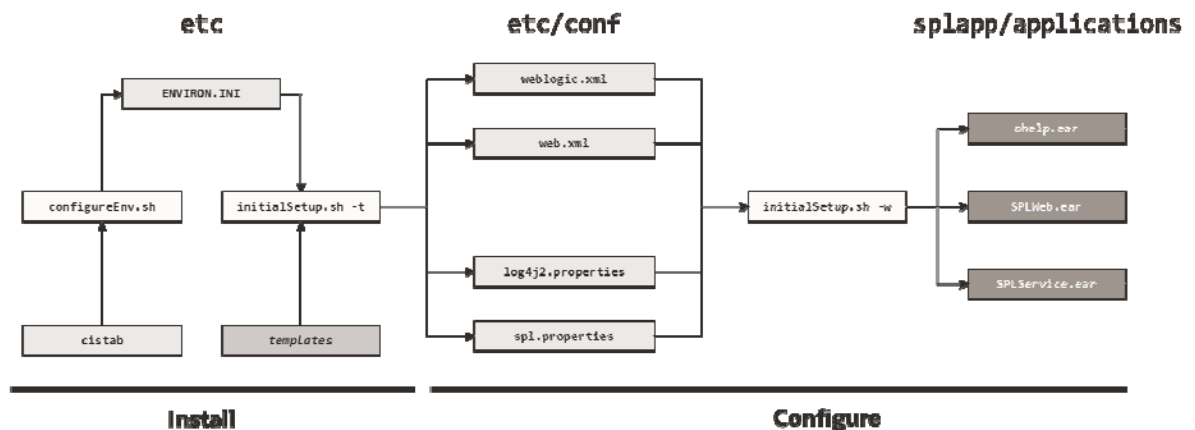 etc
etc/conf
splapp/applications
ENVIRON.INI
weblogic.xml
web.xml
ohelp.ear
configureEnv.sh
initialSetup.sh -t
initialSetup.sh -w
SPLWeb.ear
log4j2.properties
SPLService.ear
cistab
templates
spl.properties
Install
Configure